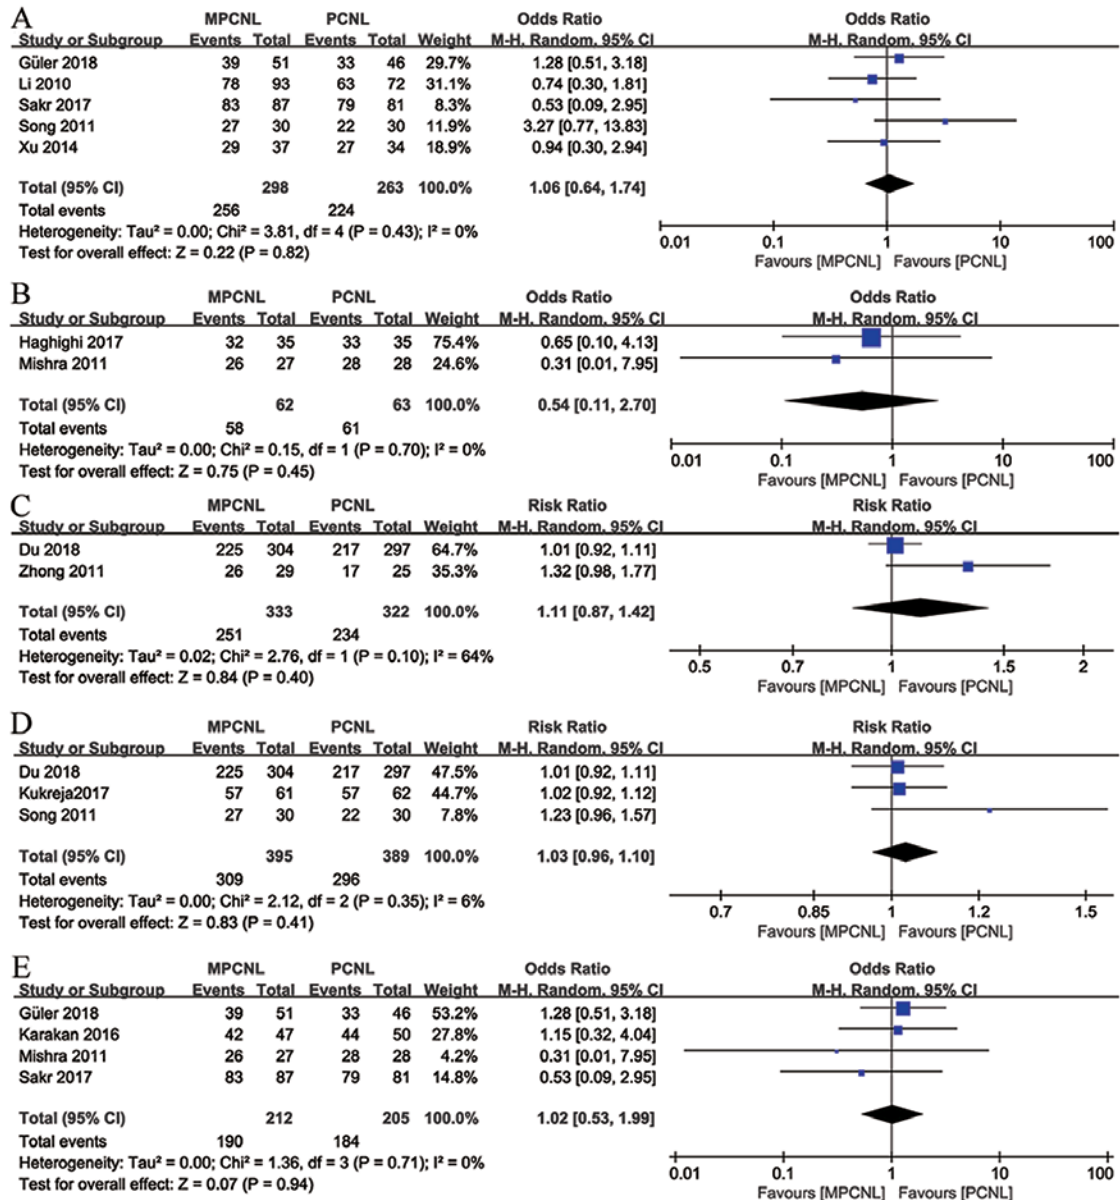 A
MPCNL PCNL Odds Ratio Odds Ratio
Study or Subgroup Events Total Events Total Weight M-H, Random, 95% CI M-H, Random, 95% CI
Güler 2018 39 51 33 46 29.7% 1.28 [0.51, 3.18]
Li 2010 78 93 63 72 31.1% 0.74 [0.30, 1.81]
Sakr 2017 83 87 79 81 8.3% 0.53 [0.09, 2.95]
Song 2011 27 30 22 30 11.9% 3.27 [0.77, 13.83]
Xu 2014 29 37 27 34 18.9% 0.94 [0.30, 2.94]
Total (95% CI) 298 263 100.0% 1.06 [0.64, 1.74]
Total events 256 224
Heterogeneity: Tau² = 0.00; Chi² = 3.81, df = 4 (P = 0.43); I² = 0%
Test for overall effect: Z = 0.22 (P = 0.82)
0.01 0.1 1 10 100
Favours [MPCNL] Favours [PCNL]
B
MPCNL PCNL Odds Ratio Odds Ratio
Study or Subgroup Events Total Events Total Weight M-H, Random, 95% CI M-H, Random, 95% CI
Haghighi 2017 32 35 33 35 75.4% 0.65 [0.10, 4.13]
Mishra 2011 26 27 28 28 24.6% 0.31 [0.01, 7.95]
Total (95% CI) 62 63 100.0% 0.54 [0.11, 2.70]
Total events 58 61
Heterogeneity: Tau² = 0.00; Chi² = 0.15, df = 1 (P = 0.70); I² = 0%
Test for overall effect: Z = 0.75 (P = 0.45)
0.01 0.1 1 10 100
Favours [MPCNL] Favours [PCNL]
C
MPCNL PCNL Risk Ratio Risk Ratio
Study or Subgroup Events Total Events Total Weight M-H, Random, 95% CI M-H, Random, 95% CI
Du 2018 225 304 217 297 64.7% 1.01 [0.92, 1.11]
Zhong 2011 26 29 17 25 35.3% 1.32 [0.98, 1.77]
Total (95% CI) 333 322 100.0% 1.11 [0.87, 1.42]
Total events 251 234
Heterogeneity: Tau² = 0.02; Chi² = 2.76, df = 1 (P = 0.10); I² = 64%
Test for overall effect: Z = 0.84 (P = 0.40)
0.5 0.7 1 1.5 2
Favours [MPCNL] Favours [PCNL]
D
MPCNL PCNL Risk Ratio Risk Ratio
Study or Subgroup Events Total Events Total Weight M-H, Random, 95% CI M-H, Random, 95% CI
Du 2018 225 304 217 297 47.5% 1.01 [0.92, 1.11]
Kukreja2017 57 61 57 62 44.7% 1.02 [0.92, 1.12]
Song 2011 27 30 22 30 7.8% 1.23 [0.96, 1.57]
Total (95% CI) 395 389 100.0% 1.03 [0.96, 1.10]
Total events 309 296
Heterogeneity: Tau² = 0.00; Chi² = 2.12, df = 2 (P = 0.35); I² = 6%
Test for overall effect: Z = 0.83 (P = 0.41)
0.7 0.85 1 1.2 1.5
Favours [MPCNL] Favours [PCNL]
E
MPCNL PCNL Odds Ratio Odds Ratio
Study or Subgroup Events Total Events Total Weight M-H, Random, 95% CI M-H, Random, 95% CI
Güler 2018 39 51 33 46 53.2% 1.28 [0.51, 3.18]
Karakan 2016 42 47 44 50 27.8% 1.15 [0.32, 4.04]
Mishra 2011 26 27 28 28 4.2% 0.31 [0.01, 7.95]
Sakr 2017 83 87 79 81 14.8% 0.53 [0.09, 2.95]
Total (95% CI) 212 205 100.0% 1.02 [0.53, 1.99]
Total events 190 184
Heterogeneity: Tau² = 0.00; Chi² = 1.36, df = 3 (P = 0.71); I² = 0%
Test for overall effect: Z = 0.07 (P = 0.94)
0.01 0.1 1 10 100
Favours [MPCNL] Favours [PCNL]